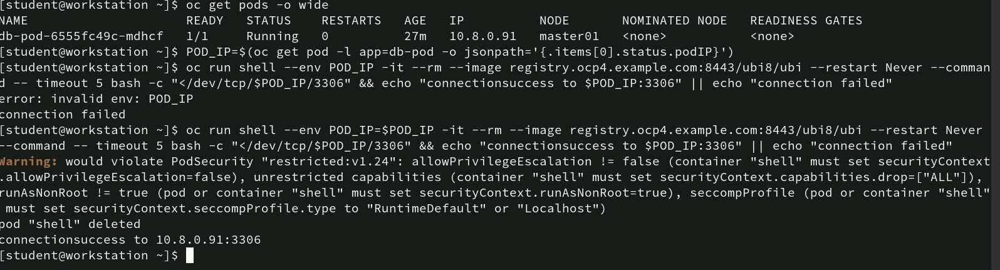 [student@workstation ~]$ oc get pods -o wide
NAME                     READY   STATUS    RESTARTS   AGE   IP          NODE       NOMINATED NODE   READINESS GATES
db-pod-6555fc49c-mdhcf   1/1     Running   0          27m   10.8.0.91   master01   <none>           <none>
[student@workstation ~]$ POD_IP=$(oc get pod -l app=db-pod -o jsonpath='{.items[0].status.podIP}')
[student@workstation ~]$ oc run shell --env POD_IP -it --rm --image registry.ocp4.example.com:8443/ubi8/ubi --restart Never --comman
d -- timeout 5 bash -c "</dev/tcp/$POD_IP/3306" && echo "connectionsuccess to $POD_IP:3306" || echo "connection failed"
error: invalid env: POD_IP
connection failed
[student@workstation ~]$ oc run shell --env POD_IP=$POD_IP -it --rm --image registry.ocp4.example.com:8443/ubi8/ubi --restart Never
--command -- timeout 5 bash -c "</dev/tcp/$POD_IP/3306" && echo "connectionsuccess to $POD_IP:3306" || echo "connection failed"
Warning: would violate PodSecurity "restricted:v1.24": allowPrivilegeEscalation != false (container "shell" must set securityContext
.allowPrivilegeEscalation=false), unrestricted capabilities (container "shell" must set securityContext.capabilities.drop=["ALL"]),
runAsNonRoot != true (pod or container "shell" must set securityContext.runAsNonRoot=true), seccompProfile (pod or container "shell"
 must set securityContext.seccompProfile.type to "RuntimeDefault" or "Localhost")
pod "shell" deleted
connectionsuccess to 10.8.0.91:3306
[student@workstation ~]$